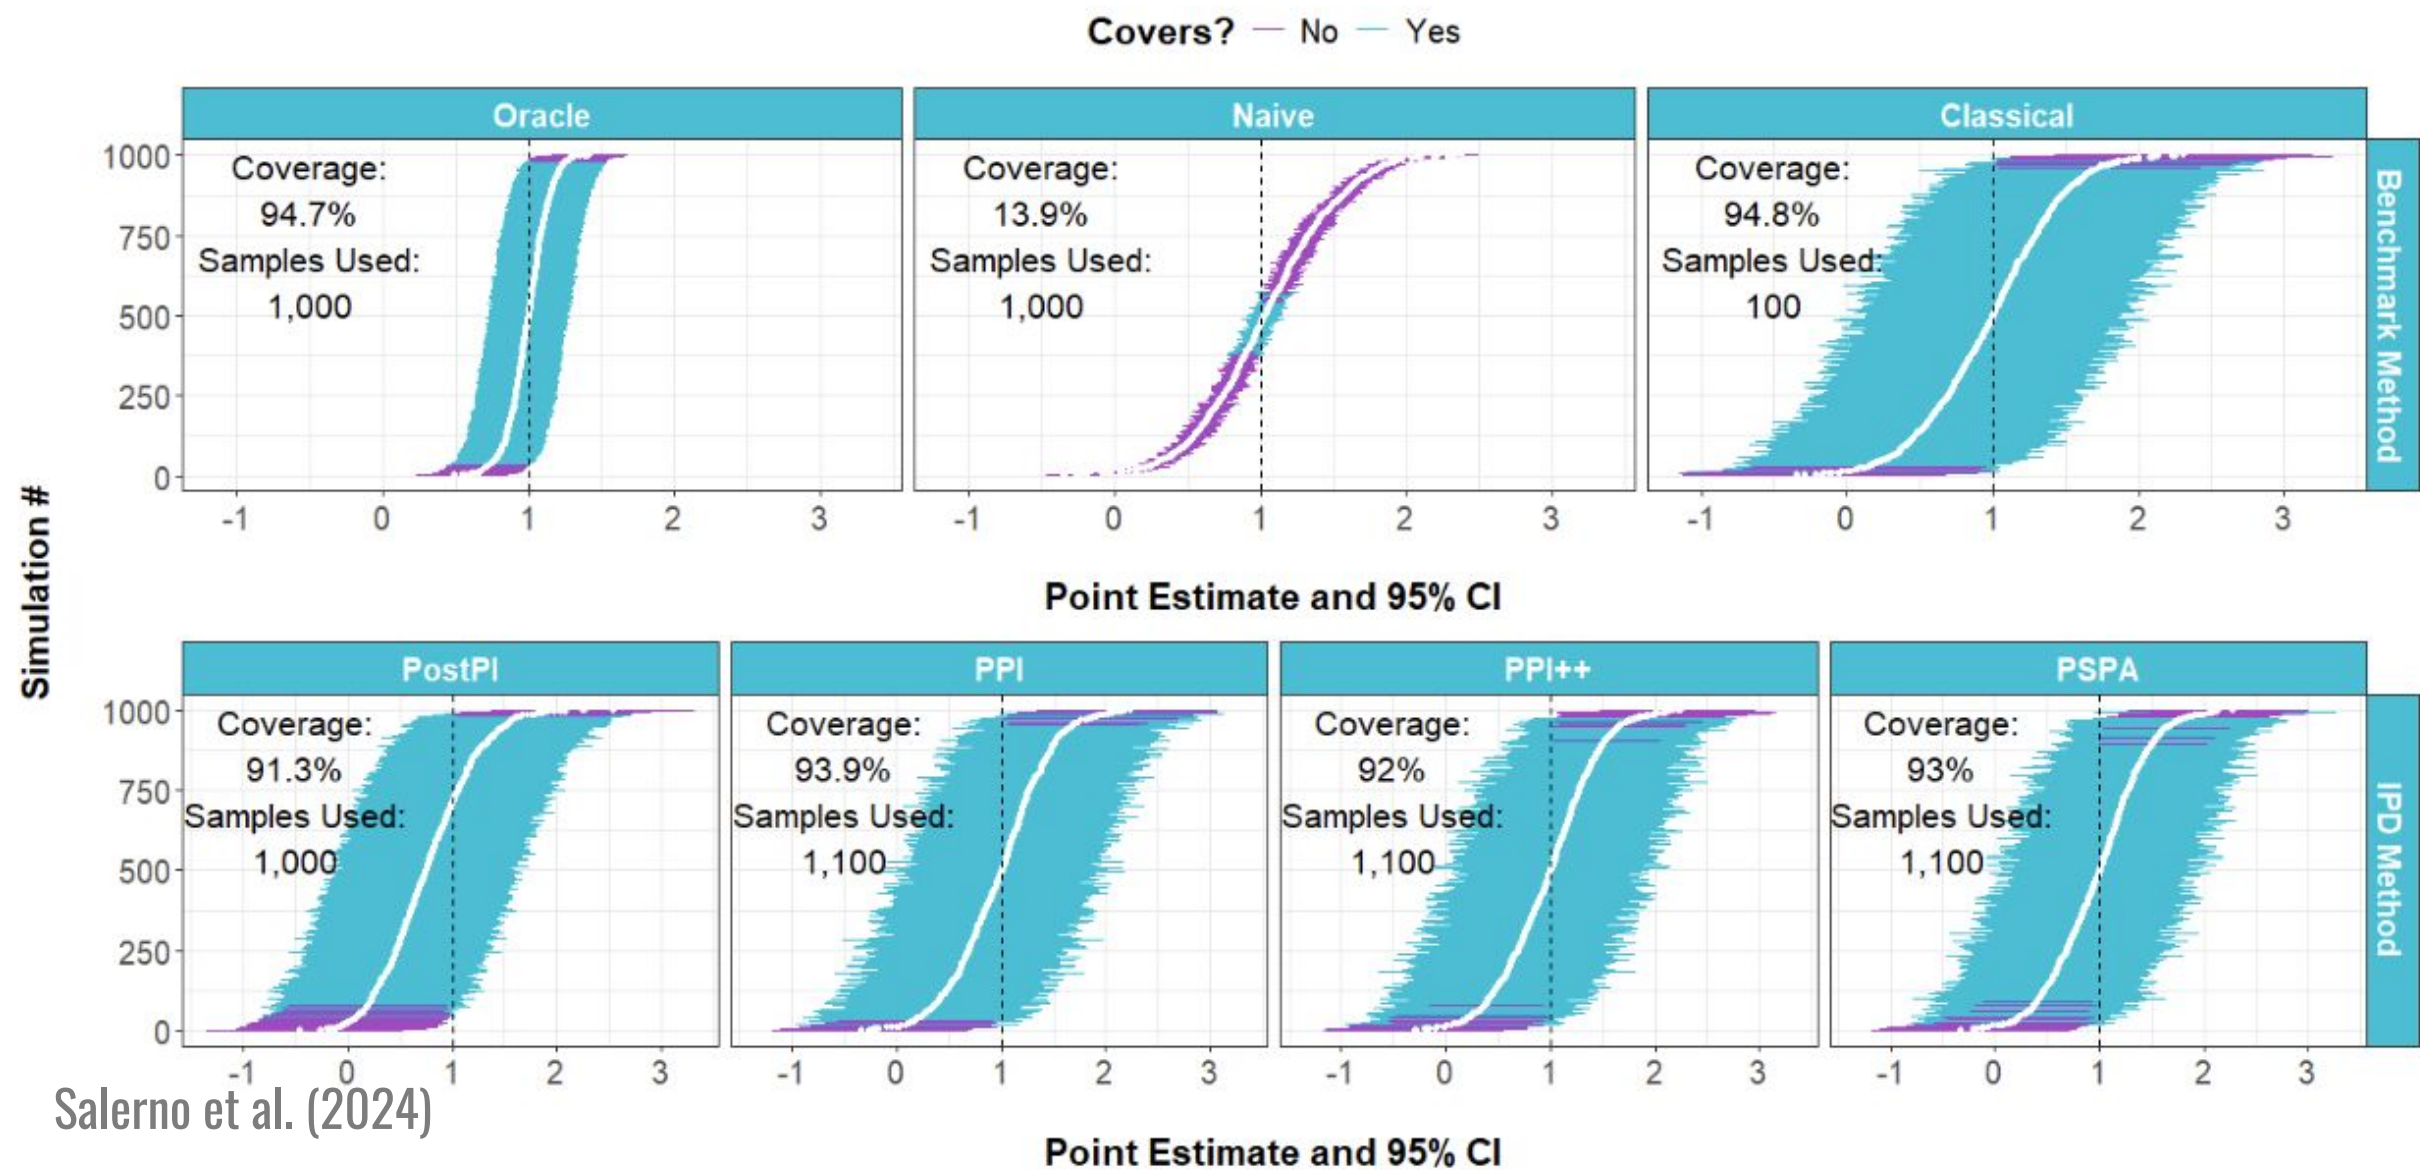 Covers? No Yes
Oracle
Naive
Classical
Coverage:
94.7%
Samples Used:
1,000
Coverage:
13.9%
Samples Used:
1,000
Coverage:
94.8%
Samples Used:
100
1000
750
500
250
0
-1 0 1 2 3
-1 0 1 2 3
-1 0 1 2 3
Benchmark Method
Point Estimate and 95% CI
Simulation #
PostPI
PPI
PPI++
PSPA
Coverage:
91.3%
Samples Used:
1,000
Coverage:
93.9%
Samples Used:
1,100
Coverage:
92%
Samples Used:
1,100
Coverage:
93%
Samples Used:
1,100
1000
750
500
250
0
-1 0 1 2 3
-1 0 1 2 3
-1 0 1 2 3
-1 0 1 2 3
IPD Method
Salerno et al. (2024)
Point Estimate and 95% CI